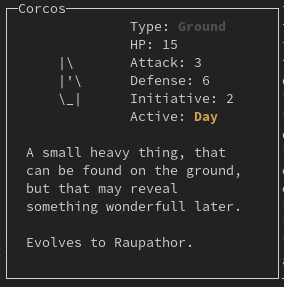 Corcos
Type: Ground
HP: 15
Attack: 3
Defense: 6
Initiative: 2
Active: Day
|\
|'\
\_|
A small heavy thing, that
can be found on the ground,
but that may reveal
something wonderfull later.
Evolves to Raupathor.